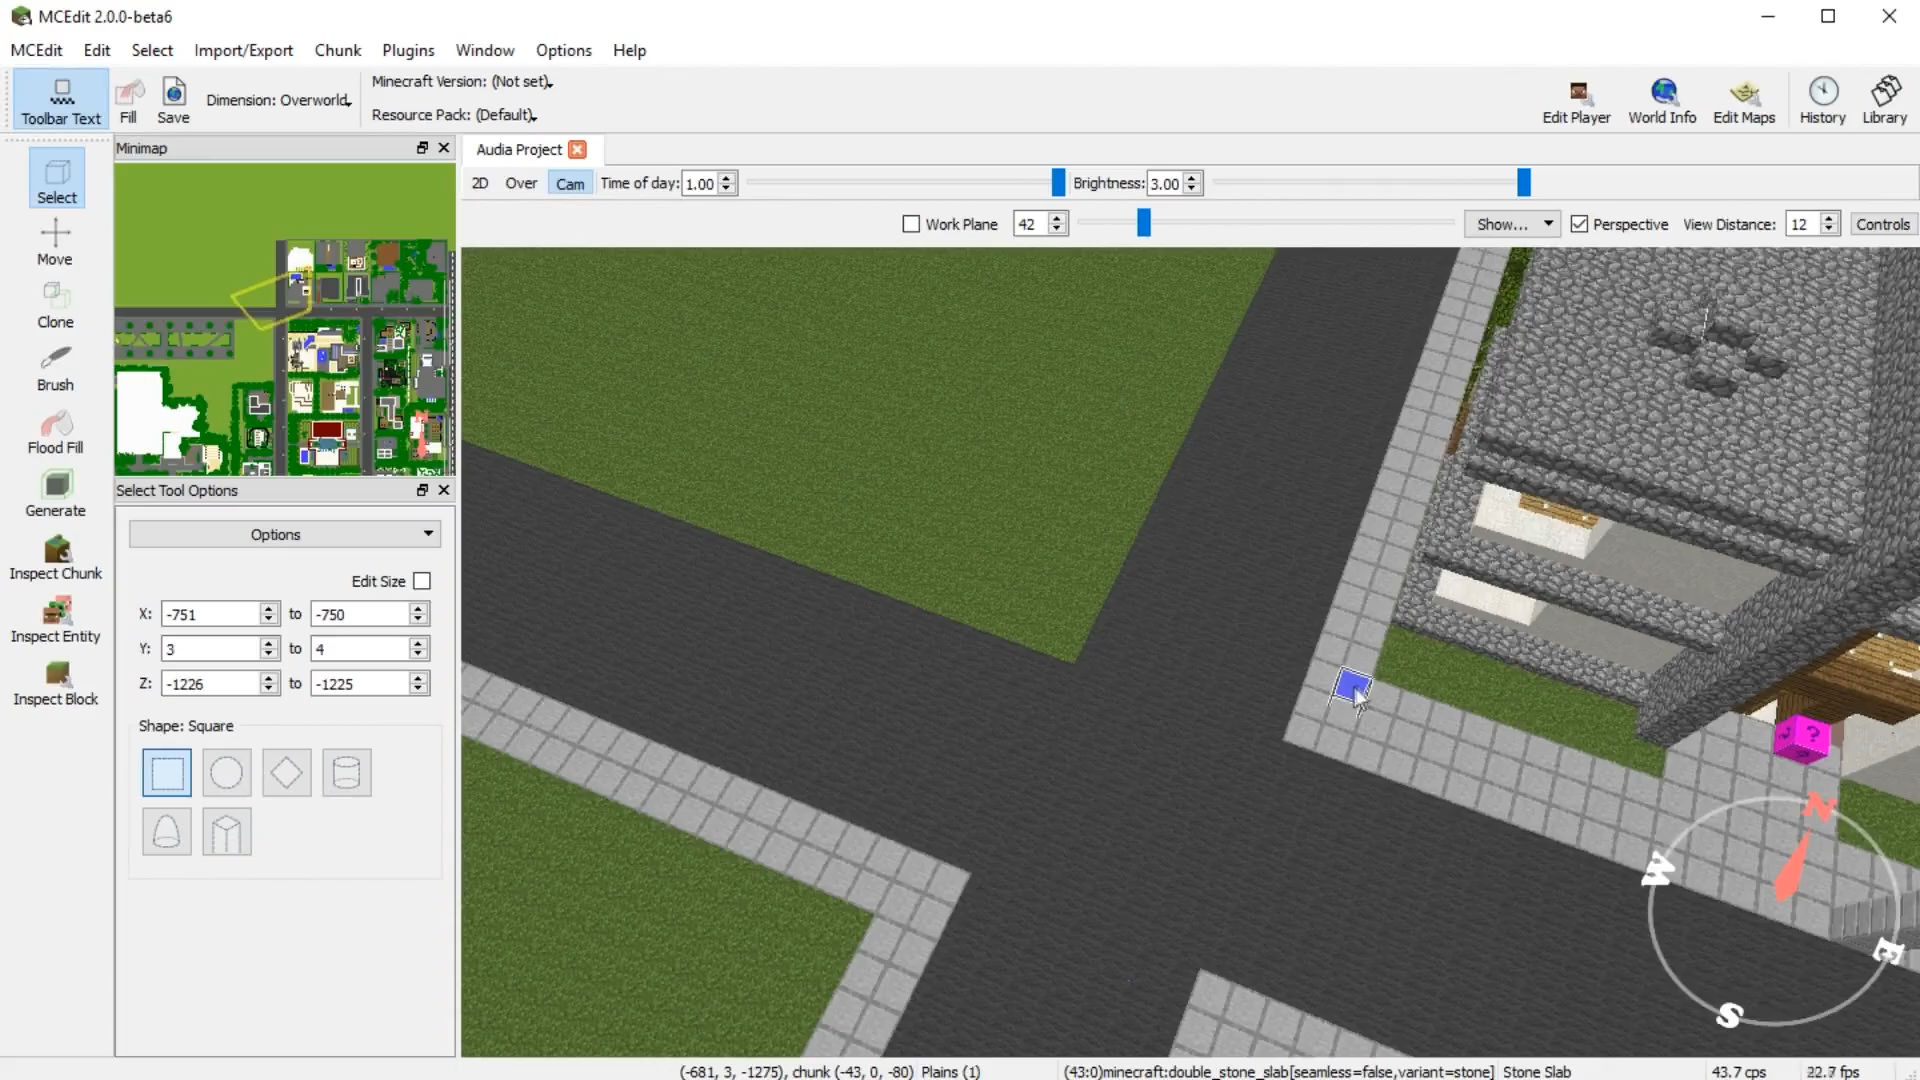 MCEdit 2.0.0-beta6
MCEdit Edit Select Import/Export Chunk Plugins Window Options Help
Toolbar Text Fill Save Dimension: Overworld
Minecraft Version: (Not set)
Resource Pack: (Default)
Edit Player World Info Edit Maps History Library
Select
Move
Clone
Brush
Flood Fill
Generate
Inspect Chunk
Inspect Entity
Inspect Block
Minimap
Select Tool Options
Options
Edit Size
X: -751 to -750
Y: 3 to 4
Z: -1226 to -1225
Shape: Square
Audia Project
2D Over Cam Time of day: 1.00 Brightness: 3.00
Work Plane 42 Show... Perspective View Distance: 12 Controls
? ? ?
N
W
E
S
(-681, 3, -1275), chunk (-43, 0, -80) Plains (1) (43:0)minecraft:double_stone_slab[seamless=false,variant=stone] Stone Slab 43.7 cps 22.7 fps